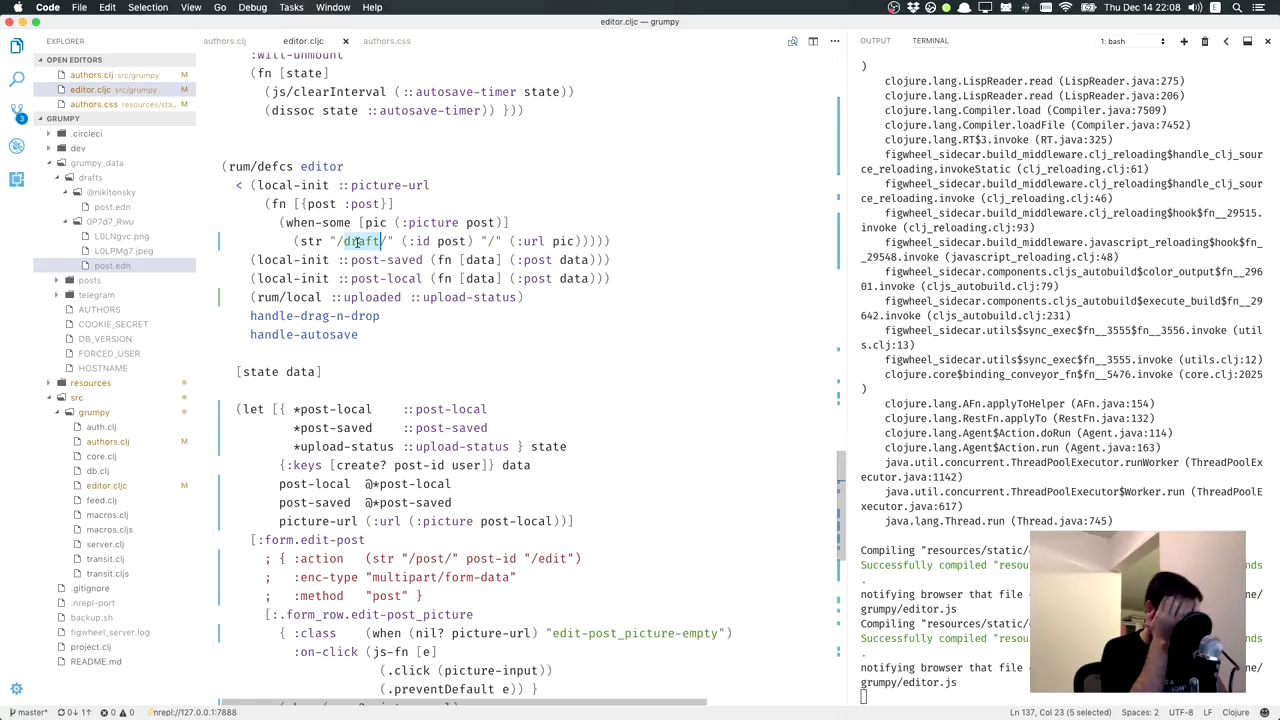 Code File Edit Selection View Go Debug Window Help
Thu Dec 14 22:08
editor.cljc — grumpy
EXPLORER
OPEN EDITORS
authors.clj src/grumpy M
editor.cljc src/grumpy M
authors.css resources/sta... M
GRUMPY
.circleci
dev
grumpy_data
drafts
@nikitonsky
post.edn
0P7d7_Rwu
L0LNgvc.png
L0LPMg7.jpeg
post.edn
posts
telegram
AUTHORS
COOKIE_SECRET
DB_VERSION
FORCED_USER
HOSTNAME
resources
src
grumpy
auth.clj
authors.clj M
core.clj
db.clj
editor.cljc M
feed.clj
macros.clj
macros.cljs
server.clj
transit.clj
transit.cljs
.gitignore
.nrepl-port
backup.sh
figwheel_server.log
project.clj
README.md
authors.clj editor.cljc authors.css
:will-unmount
(fn [state]
(js/clearInterval (::autosave-timer state))
(dissoc state ::autosave-timer)) }))
(rum/defcs editor
< (local-init ::picture-url
(fn [{post :post}]
(when-some [pic (:picture post)]
(str "/draft/" (:id post) "/" (:url pic)))))
(local-init ::post-saved (fn [data] (:post data)))
(local-init ::post-local (fn [data] (:post data)))
(rum/local ::uploaded ::upload-status)
handle-drag-n-drop
handle-autosave
[state data]
(let [{ *post-local ::post-local
*post-saved ::post-saved
*upload-status ::upload-status } state
{:keys [create? post-id user]} data
post-local @*post-local
post-saved @*post-saved
picture-url (:url (:picture post-local))]
[:form.edit-post
; { :action (str "/post/" post-id "/edit")
; :enc-type "multipart/form-data"
; :method "post" }
[:.form_row.edit-post_picture
{ :class (when (nil? picture-url) "edit-post_picture-empty")
:on-click (js-fn [e]
(.click (picture-input))
(.preventDefault e)) }
OUTPUT TERMINAL 1: bash
)
clojure.lang.LispReader.read (LispReader.java:275)
clojure.lang.LispReader.read (LispReader.java:206)
clojure.lang.Compiler.load (Compiler.java:7509)
clojure.lang.Compiler.loadFile (Compiler.java:7452)
clojure.lang.RT$3.invoke (RT.java:325)
figwheel_sidecar.build_middleware.clj_reloading$handle_clj_sour
ce_reloading.invokeStatic (clj_reloading.clj:61)
figwheel_sidecar.build_middleware.clj_reloading$handle_clj_sour
ce_reloading.invoke (clj_reloading.clj:46)
figwheel_sidecar.build_middleware.clj_reloading$hook$fn__29515.
invoke (clj_reloading.clj:93)
figwheel_sidecar.build_middleware.javascript_reloading$hook$fn_
_29548.invoke (javascript_reloading.clj:48)
figwheel_sidecar.components.cljs_autobuild$color_output$fn__296
01.invoke (cljs_autobuild.clj:79)
figwheel_sidecar.components.cljs_autobuild$execute_build$fn__29
642.invoke (cljs_autobuild.clj:231)
figwheel_sidecar.utils$sync_exec$fn__3555$fn__3556.invoke (util
s.clj:13)
figwheel_sidecar.utils$sync_exec$fn__3555.invoke (utils.clj:12)
clojure.core$binding_conveyor_fn$fn__5476.invoke (core.clj:2025
)
clojure.lang.AFn.applyToHelper (AFn.java:154)
clojure.lang.RestFn.applyTo (RestFn.java:132)
clojure.lang.Agent$Action.doRun (Agent.java:114)
clojure.lang.Agent$Action.run (Agent.java:163)
java.util.concurrent.ThreadPoolExecutor.runWorker (ThreadPoolEx
ecutor.java:1142)
java.util.concurrent.ThreadPoolExecutor$Worker.run (ThreadPoolE
xecutor.java:617)
java.lang.Thread.run (Thread.java:745)
Compiling "resources/static/
Successfully compiled "resou nds
.
notifying browser that file ne/
grumpy/editor.js
Compiling "resources/static/
Successfully compiled "resou nds
.
notifying browser that file ne/
grumpy/editor.js
master* 0↓ 1↑ 0 0 nrepl://127.0.0.1:7888
Ln 137, Col 23 (5 selected) Spaces: 2 UTF-8 LF Clojure